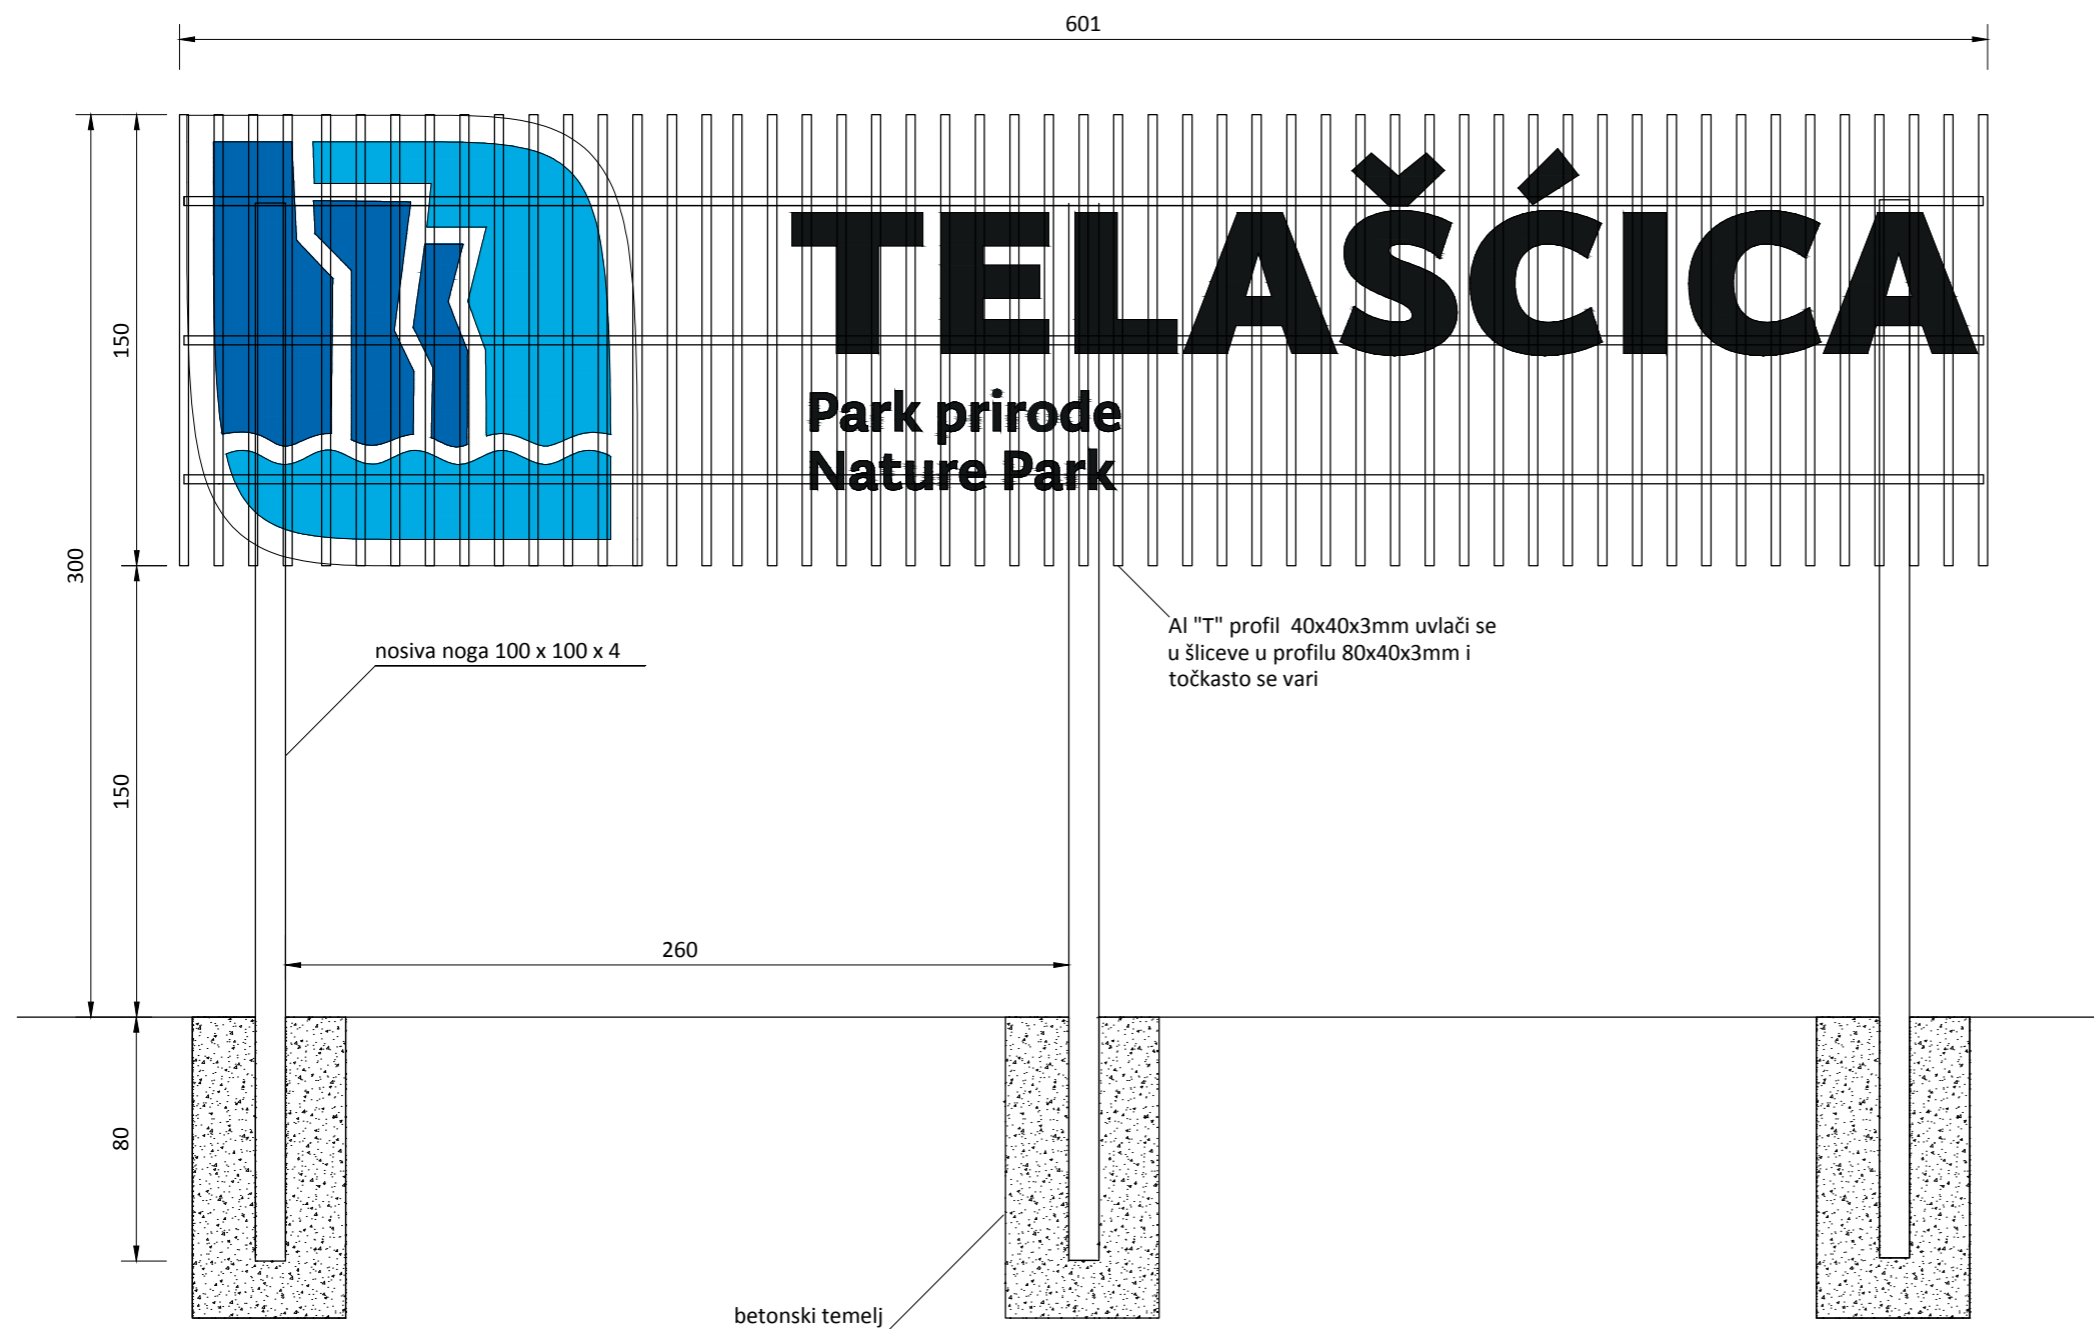 601
TELAŠĆICA
150
Park prirode
Nature Park
300
Al "T" profil 40x40x3mm uvlači se
u šliceve u profilu 80x40x3mm i
točkasto se vari
nosiva noga 100 x 100 x 4
150
260
80
betonski temelj